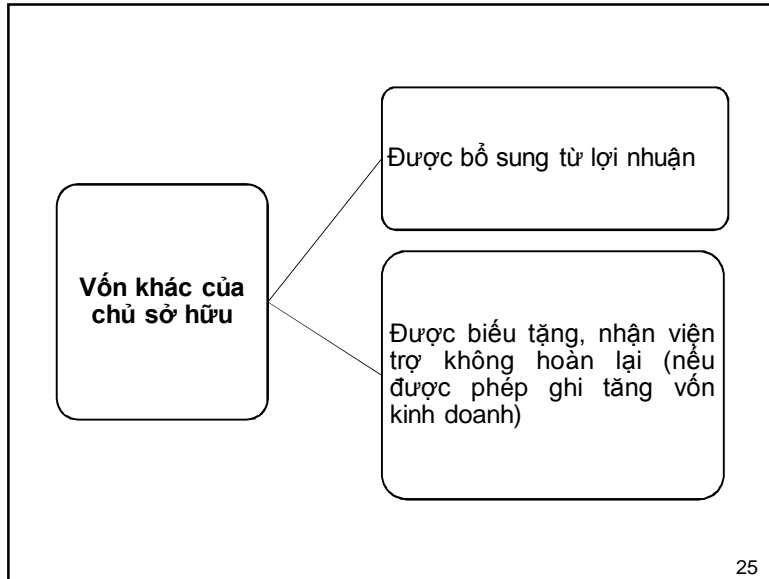 Vốn khác của
chủ sở hữu
Được bổ sung từ lợi nhuận
Được biếu tặng, nhận viện
trợ không hoàn lại (nếu
được phép ghi tăng vốn
kinh doanh)
25